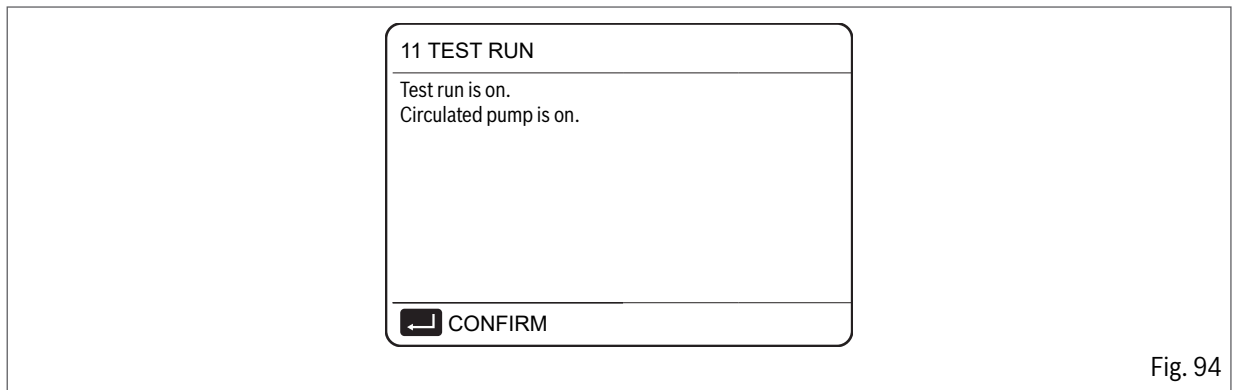 11 TEST RUN
Test run is on.
Circulated pump is on.
CONFIRM
Fig. 94